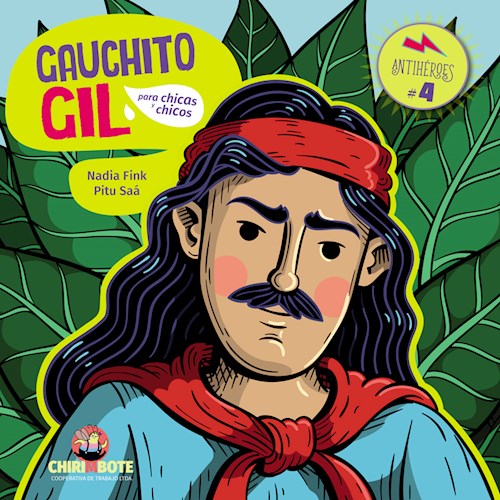 GAUCHITO
GIL
para chicas
y chicos
Nadia Fink
Pitu Saá
ANTIHÉROES
#4
CHIRIMBOTE
COOPERATIVA DE TRABAJO LTDA.